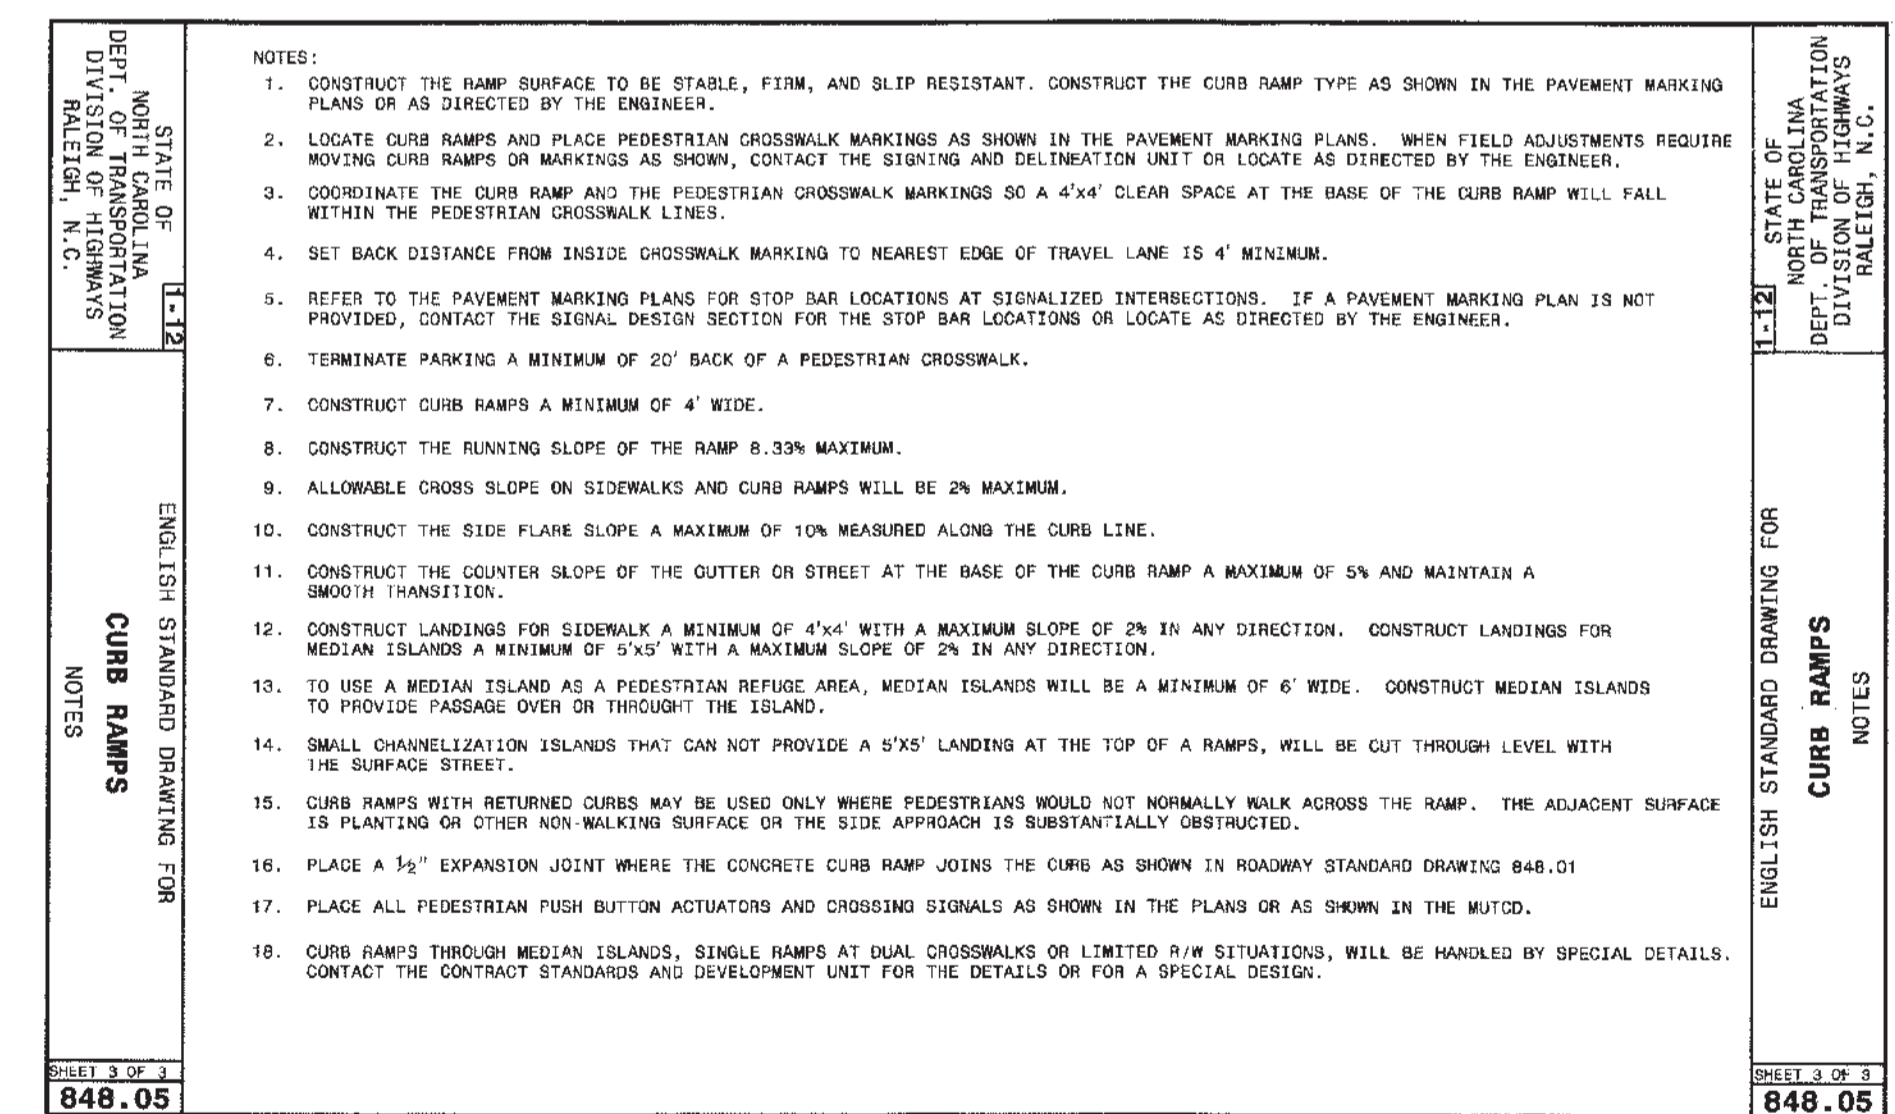 STATE OF
NORTH CAROLINA
DEPT. OF TRANSPORTATION
DIVISION OF HIGHWAYS
RALEIGH, N.C.
1-12
ENGLISH STANDARD DRAWING FOR
CURB RAMPS
NOTES
SHEET 3 OF 3
848.05
NOTES:
1. CONSTRUCT THE RAMP SURFACE TO BE STABLE, FIRM, AND SLIP RESISTANT. CONSTRUCT THE CURB RAMP TYPE AS SHOWN IN THE PAVEMENT MARKING
PLANS OR AS DIRECTED BY THE ENGINEER.
2. LOCATE CURB RAMPS AND PLACE PEDESTRIAN CROSSWALK MARKINGS AS SHOWN IN THE PAVEMENT MARKING PLANS. WHEN FIELD ADJUSTMENTS REQUIRE
MOVING CURB RAMPS OR MARKINGS AS SHOWN, CONTACT THE SIGNING AND DELINEATION UNIT OR LOCATE AS DIRECTED BY THE ENGINEER.
3. COORDINATE THE CURB RAMP AND THE PEDESTRIAN CROSSWALK MARKINGS SO A 4'x4' CLEAR SPACE AT THE BASE OF THE CURB RAMP WILL FALL
WITHIN THE PEDESTRIAN CROSSWALK LINES.
4. SET BACK DISTANCE FROM INSIDE CROSSWALK MARKING TO NEAREST EDGE OF TRAVEL LANE IS 4' MINIMUM.
5. REFER TO THE PAVEMENT MARKING PLANS FOR STOP BAR LOCATIONS AT SIGNALIZED INTERSECTIONS. IF A PAVEMENT MARKING PLAN IS NOT
PROVIDED, CONTACT THE SIGNAL DESIGN SECTION FOR THE STOP BAR LOCATIONS OR LOCATE AS DIRECTED BY THE ENGINEER.
6. TERMINATE PARKING A MINIMUM OF 20' BACK OF A PEDESTRIAN CROSSWALK.
7. CONSTRUCT CURB RAMPS A MINIMUM OF 4' WIDE.
8. CONSTRUCT THE RUNNING SLOPE OF THE RAMP 8.33% MAXIMUM.
9. ALLOWABLE CROSS SLOPE ON SIDEWALKS AND CURB RAMPS WILL BE 2% MAXIMUM.
10. CONSTRUCT THE SIDE FLARE SLOPE A MAXIMUM OF 10% MEASURED ALONG THE CURB LINE.
11. CONSTRUCT THE COUNTER SLOPE OF THE GUTTER OR STREET AT THE BASE OF THE CURB RAMP A MAXIMUM OF 5% AND MAINTAIN A
SMOOTH TRANSITION.
12. CONSTRUCT LANDINGS FOR SIDEWALK A MINIMUM OF 4'x4' WITH A MAXIMUM SLOPE OF 2% IN ANY DIRECTION. CONSTRUCT LANDINGS FOR
MEDIAN ISLANDS A MINIMUM OF 5'x5' WITH A MAXIMUM SLOPE OF 2% IN ANY DIRECTION.
13. TO USE A MEDIAN ISLAND AS A PEDESTRIAN REFUGE AREA, MEDIAN ISLANDS WILL BE A MINIMUM OF 6' WIDE. CONSTRUCT MEDIAN ISLANDS
TO PROVIDE PASSAGE OVER OR THROUGHT THE ISLAND.
14. SMALL CHANNELIZATION ISLANDS THAT CAN NOT PROVIDE A 5'X5' LANDING AT THE TOP OF A RAMPS, WILL BE CUT THROUGH LEVEL WITH
THE SURFACE STREET.
15. CURB RAMPS WITH RETURNED CURBS MAY BE USED ONLY WHERE PEDESTRIANS WOULD NOT NORMALLY WALK ACROSS THE RAMP. THE ADJACENT SURFACE
IS PLANTING OR OTHER NON-WALKING SURFACE OR THE SIDE APPROACH IS SUBSTANTIALLY OBSTRUCTED.
16. PLACE A ½" EXPANSION JOINT WHERE THE CONCRETE CURB RAMP JOINS THE CURB AS SHOWN IN ROADWAY STANDARD DRAWING 848.01
17. PLACE ALL PEDESTRIAN PUSH BUTTON ACTUATORS AND CROSSING SIGNALS AS SHOWN IN THE PLANS OR AS SHOWN IN THE MUTCD.
18. CURB RAMPS THROUGH MEDIAN ISLANDS, SINGLE RAMPS AT DUAL CROSSWALKS OR LIMITED R/W SITUATIONS, WILL BE HANDLED BY SPECIAL DETAILS.
CONTACT THE CONTRACT STANDARDS AND DEVELOPMENT UNIT FOR THE DETAILS OR FOR A SPECIAL DESIGN.
1-12
STATE OF
NORTH CAROLINA
DEPT. OF TRANSPORTATION
DIVISION OF HIGHWAYS
RALEIGH, N.C.
ENGLISH STANDARD DRAWING FOR
CURB RAMPS
NOTES
SHEET 3 OF 3
848.05